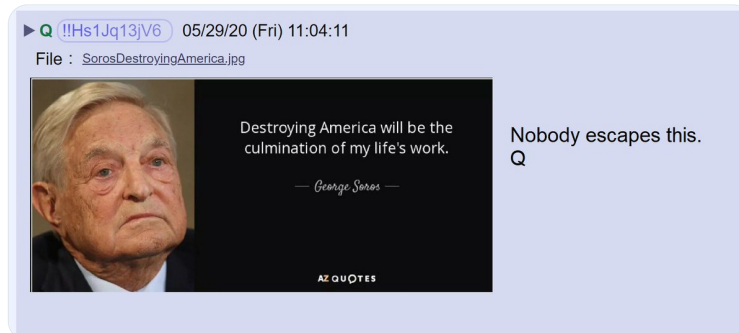 ▶ Q !!Hs1Jq13jV6 05/29/20 (Fri) 11:04:11
File : SorosDestroyingAmerica.jpg
Destroying America will be the
culmination of my life's work.
— George Soros —
AZ QUOTES
Nobody escapes this.
Q